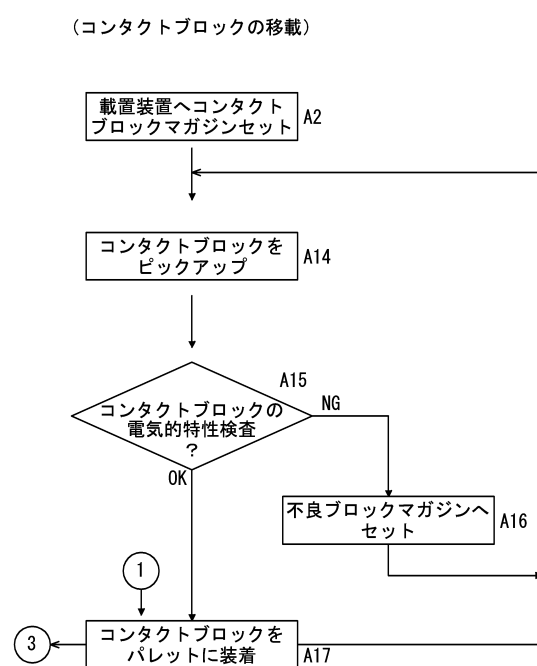 (コンタクトブロックの移載)
載置装置へコンタクト
ブロックマガジンセット
A2
コンタクトブロックを
ピックアップ
A14
A15
コンタクトブロックの
電気的特性検査
?
NG
OK
不良ブロックマガジンへ
セット
A16
1
コンタクトブロックを
パレットに装着
A17
3